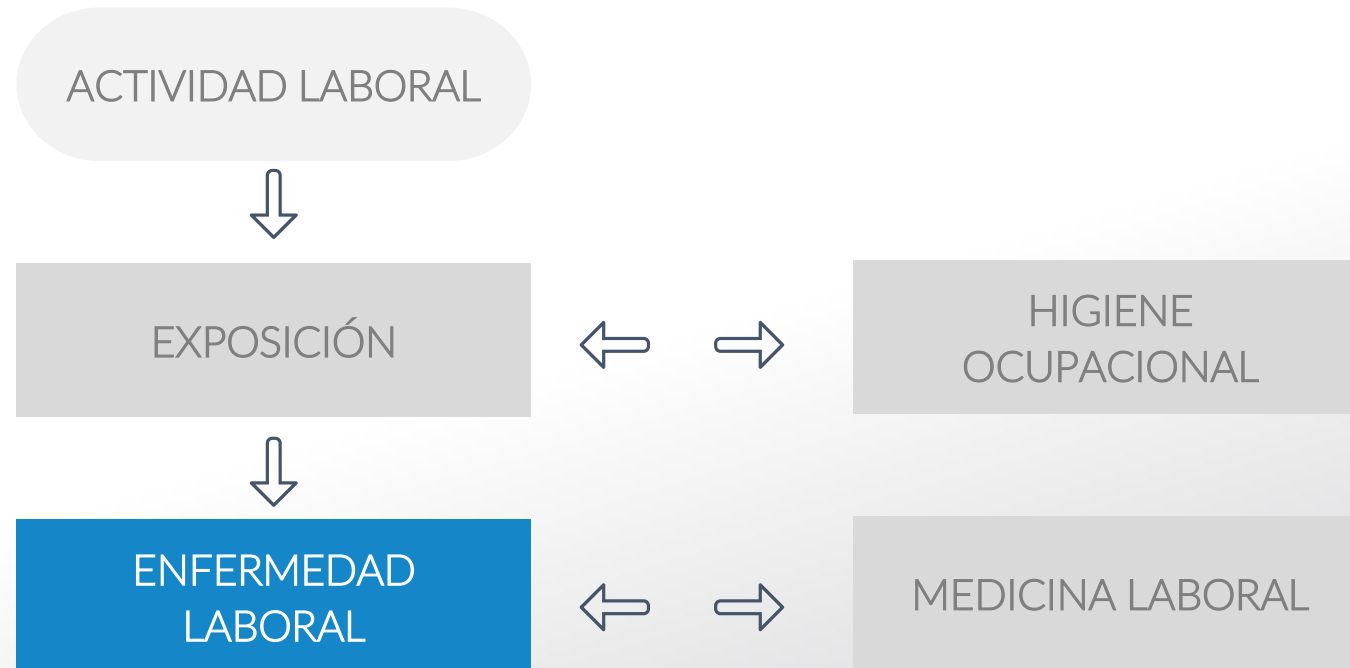 ACTIVIDAD LABORAL
EXPOSICIÓN
HIGIENE
OCUPACIONAL
ENFERMEDAD
LABORAL
MEDICINA LABORAL